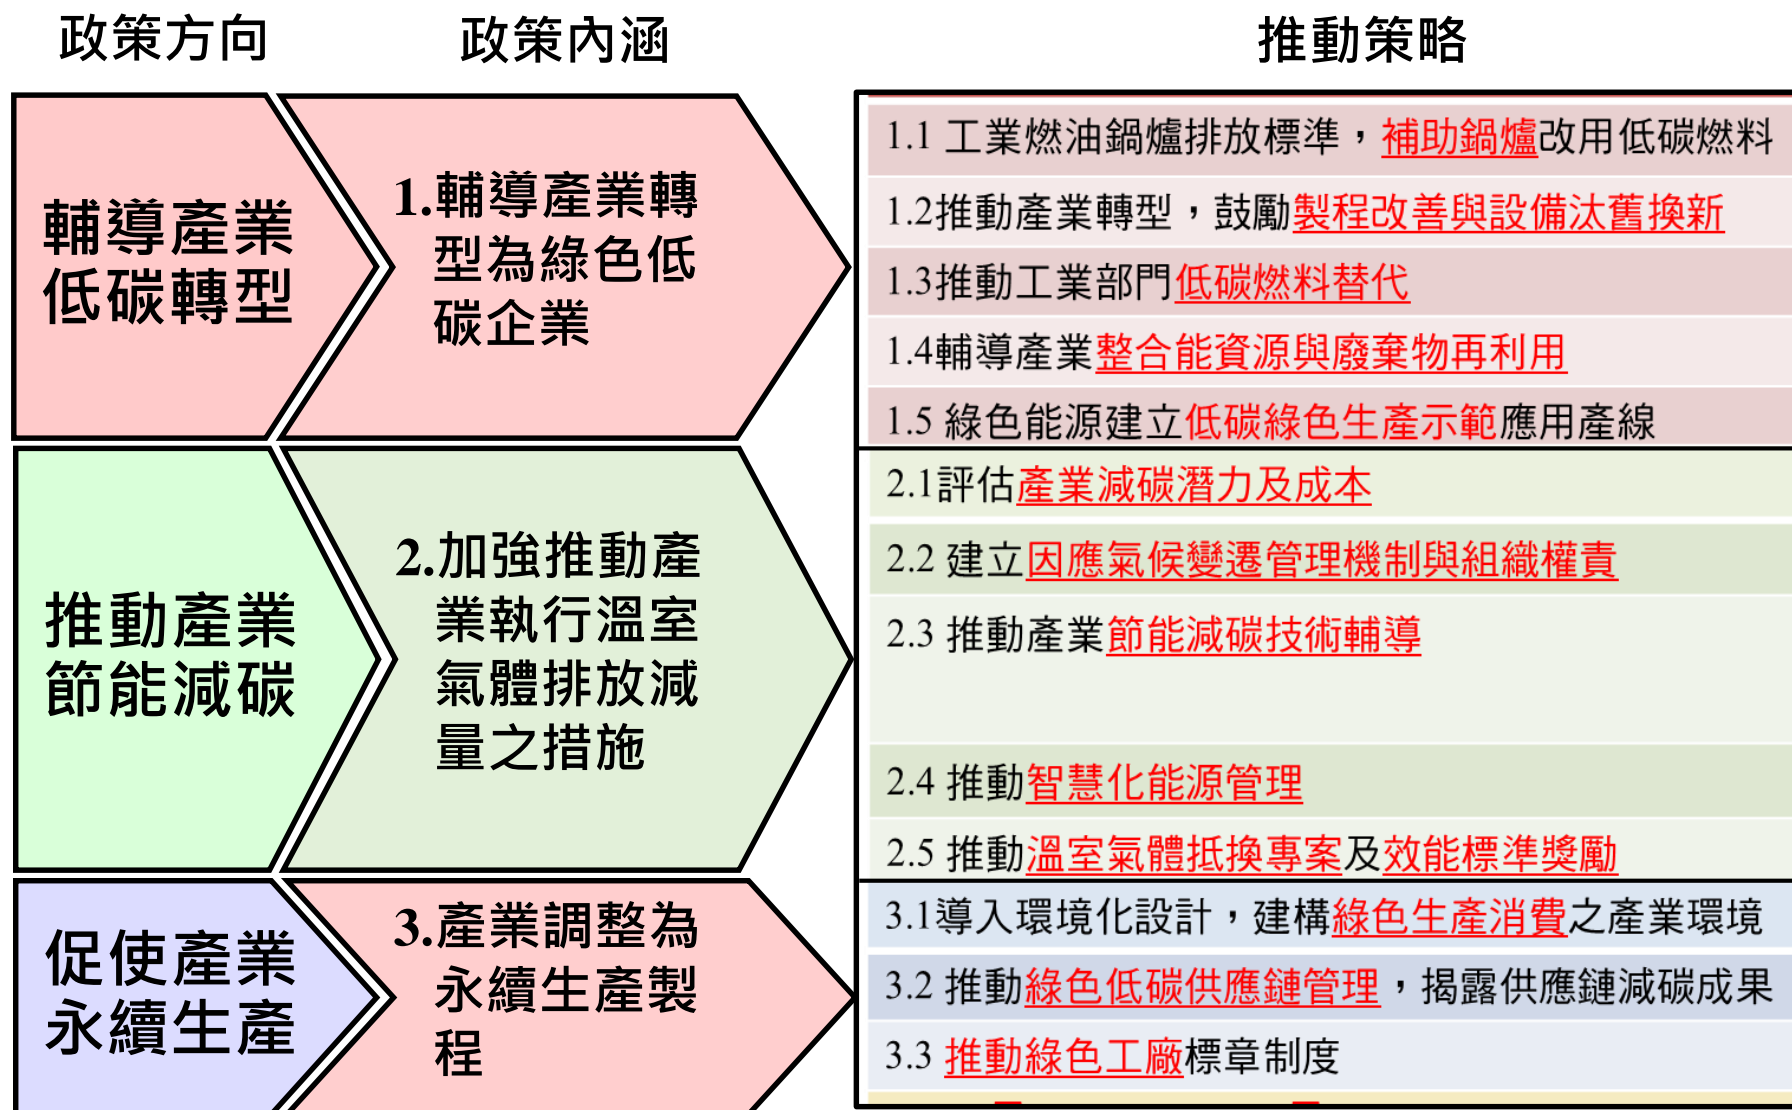 政策方向
政策內涵
推動策略
輔導產業
低碳轉型
1.輔導產業轉
型為綠色低
碳企業
1.1 工業燃油鍋爐排放標準，補助鍋爐改用低碳燃料
1.2推動產業轉型，鼓勵製程改善與設備汰舊換新
1.3推動工業部門低碳燃料替代
1.4輔導產業整合能資源與廢棄物再利用
1.5 綠色能源建立低碳綠色生產示範應用產線
推動產業
節能減碳
2.加強推動產
業執行溫室
氣體排放減
量之措施
2.1評估產業減碳潛力及成本
2.2 建立因應氣候變遷管理機制與組織權責
2.3 推動產業節能減碳技術輔導
2.4 推動智慧化能源管理
2.5 推動溫室氣體抵換專案及效能標準獎勵
促使產業
永續生產
3.產業調整為
永續生產製
程
3.1導入環境化設計，建構綠色生產消費之產業環境
3.2 推動綠色低碳供應鏈管理，揭露供應鏈減碳成果
3.3 推動綠色工廠標章制度